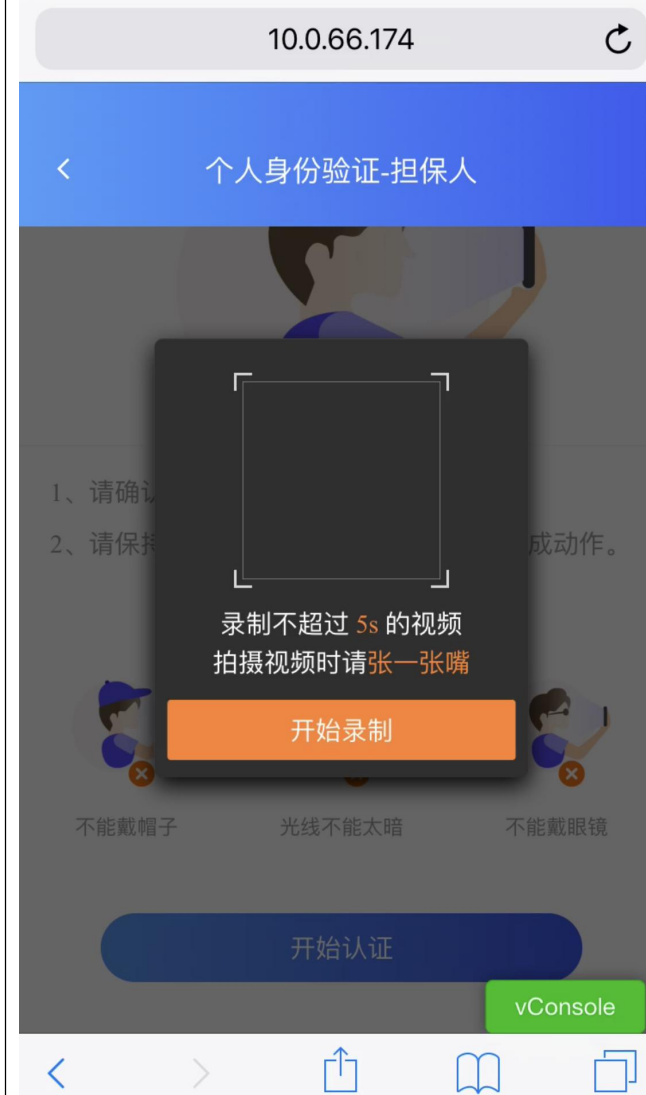 10.0.66.174
个人身份验证-担保人
1、请确认
2、请保持
成动作。
录制不超过 5s 的视频
拍摄视频时请张一张嘴
开始录制
不能戴帽子
光线不能太暗
不能戴眼镜
开始认证
vConsole